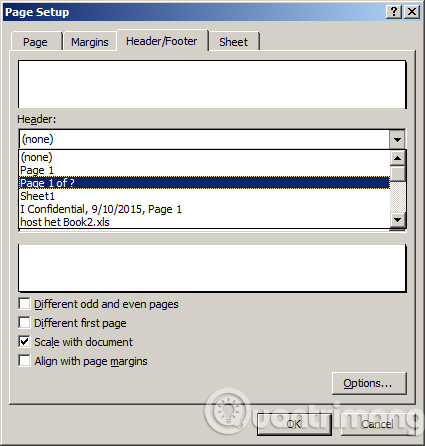 Page Setup
Page Margins Header/Footer Sheet
Header:
(none)
(none)
Page 1
Page 1 of ?
Sheet1
I Confidential, 9/10/2015, Page 1
host het Book2.xls
Different odd and even pages
Different first page
Scale with document
Align with page margins
Options...
Quantrimang
OK Cancel